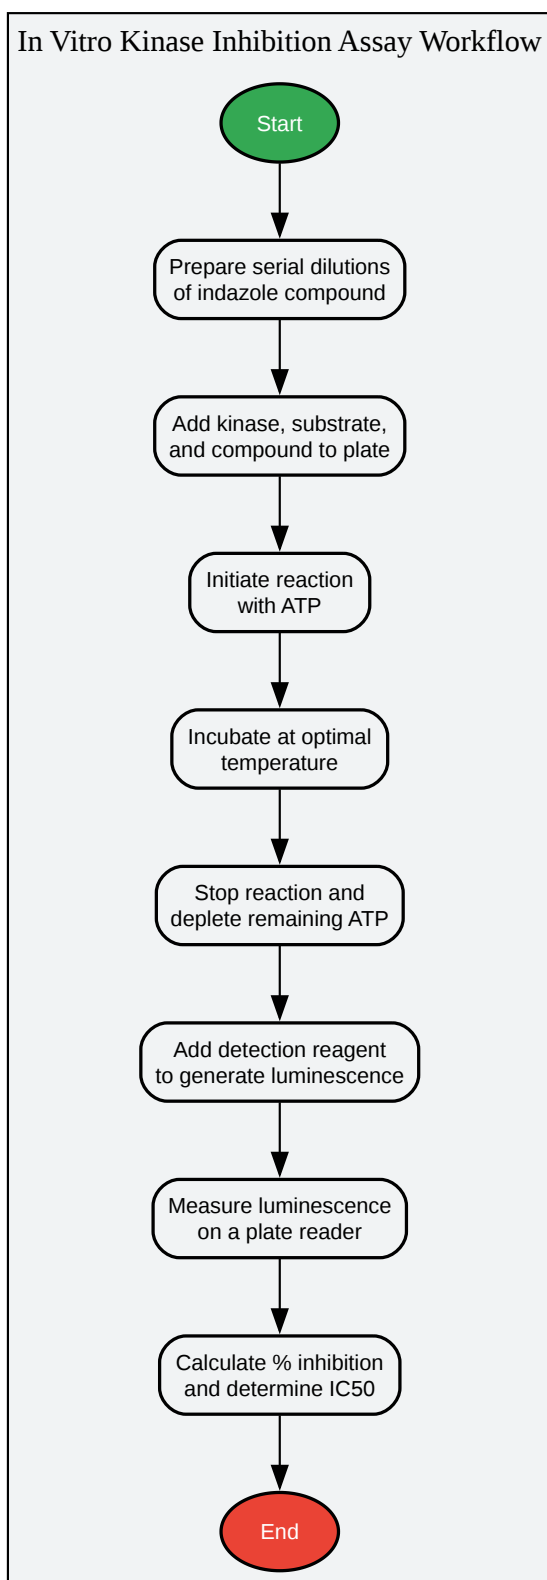 In Vitro Kinase Inhibition Assay Workflow
Start
Prepare serial dilutions
of indazole compound
Add kinase, substrate,
and compound to plate
Initiate reaction
with ATP
Incubate at optimal
temperature
Stop reaction and
deplete remaining ATP
Add detection reagent
to generate luminescence
Measure luminescence
on a plate reader
Calculate % inhibition
and determine IC50
End